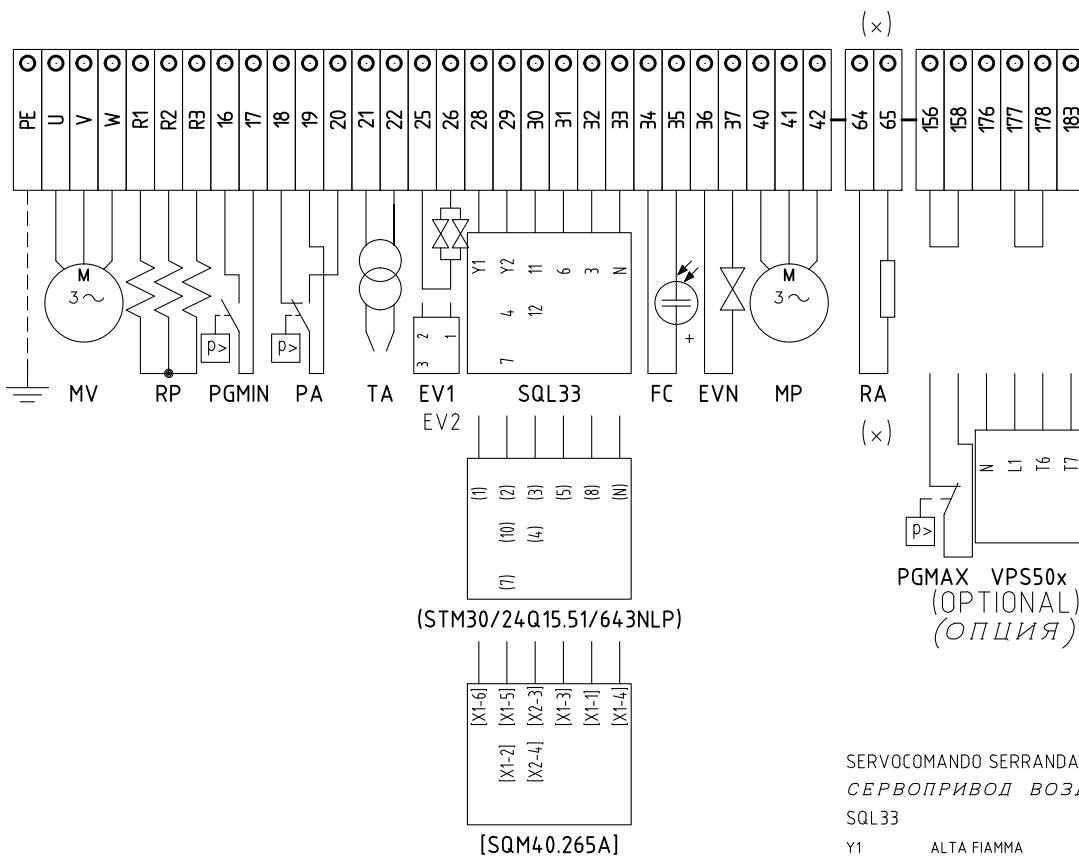 (x)
PE U V W R1 R2 R3 16 17 18 19 20 21 22 25 26 28 29 30 31 32 33 34 35 36 37 40 41 42 64 65 156 158 176 177 178 183
Y1 Y2 11 6 3 N
4 12
7
M
3~
M
3~
p>
p>
3 2 1
+
MV RP PGMIN PA TA EV1 SQL33 FC EVN MP RA
EV2
(x)
(1) (2) (3) (5) (8) (N)
(10) (4)
(7)
N L1 T6 T7
p>
PGMAX VPS50x
(OPTIONAL)
(ОПЦИЯ)
(STM30/24Q15.51/643NLP)
[X1-6] [X1-5] [X2-3] [X1-3] [X1-1] [X1-4]
[X1-2] [X2-4]
[SQM40.265A]
SERVOCOMANDO SERRANDA
СЕРВОПРИВОД ВОЗД
SQL33
Y1 ALTA FIAMMA